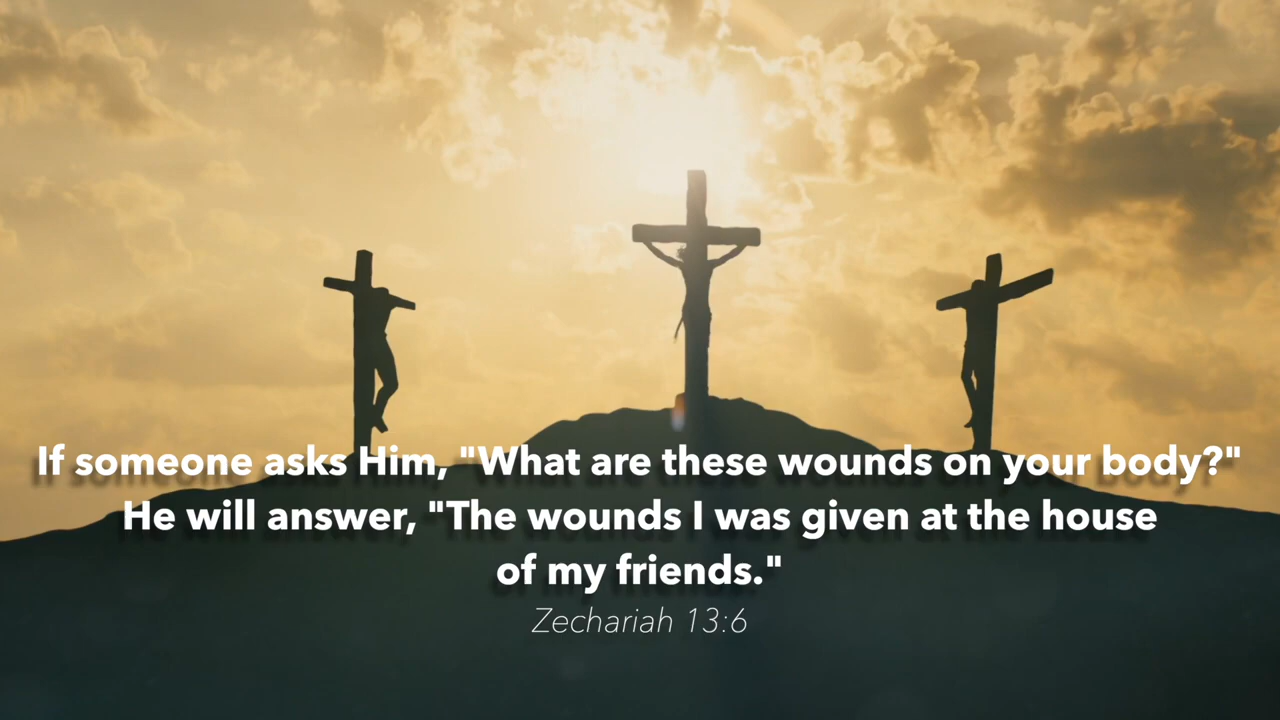 If someone asks Him, "What are these wounds on your body?"
He will answer, "The wounds I was given at the house
of my friends."
Zechariah 13:6